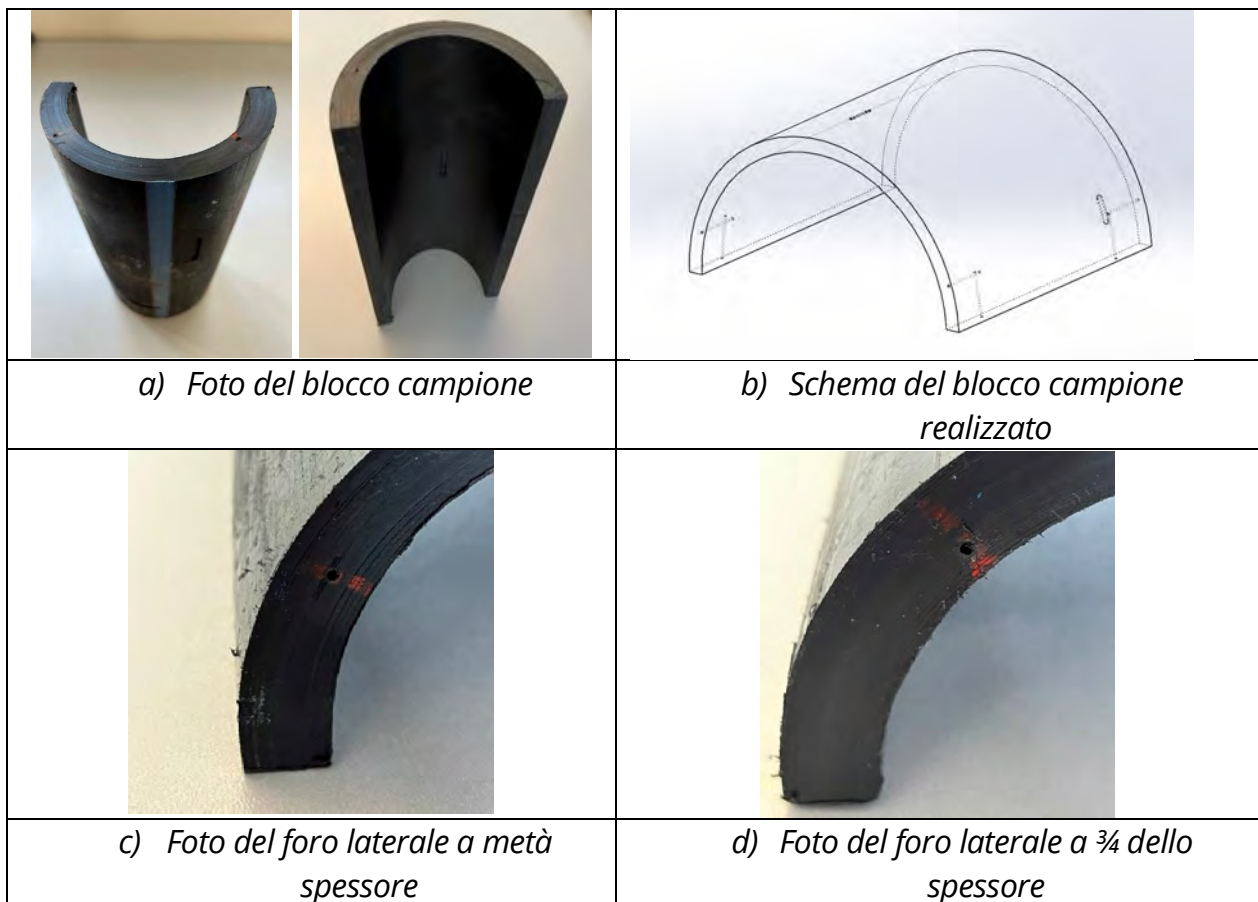 a) Foto del blocco campione
b) Schema del blocco campione
realizzato
c) Foto del foro laterale a metà
spessore
d) Foto del foro laterale a ¾ dello
spessore